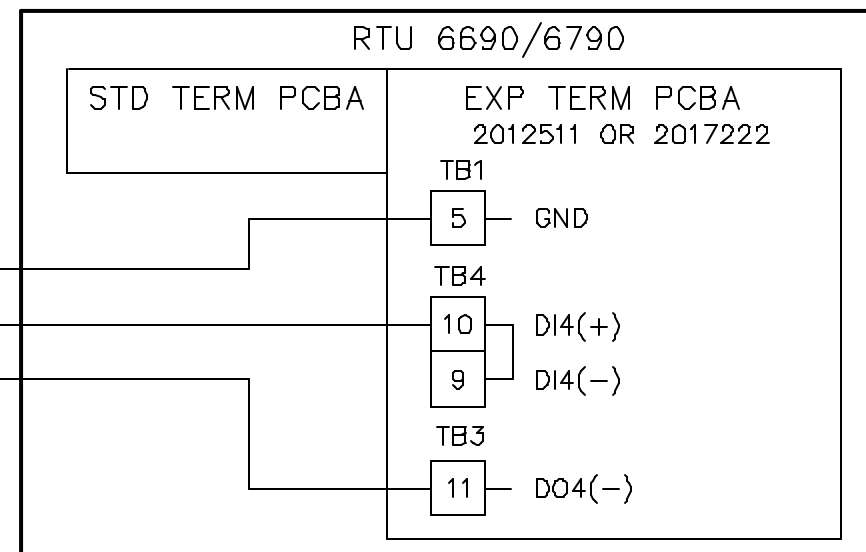 RTU 6690/6790
STD TERM PCBA
EXP TERM PCBA
2012511 OR 2017222
TB1
5 GND
TB4
10 DI4(+)
9 DI4(-)
TB3
11 DO4(-)